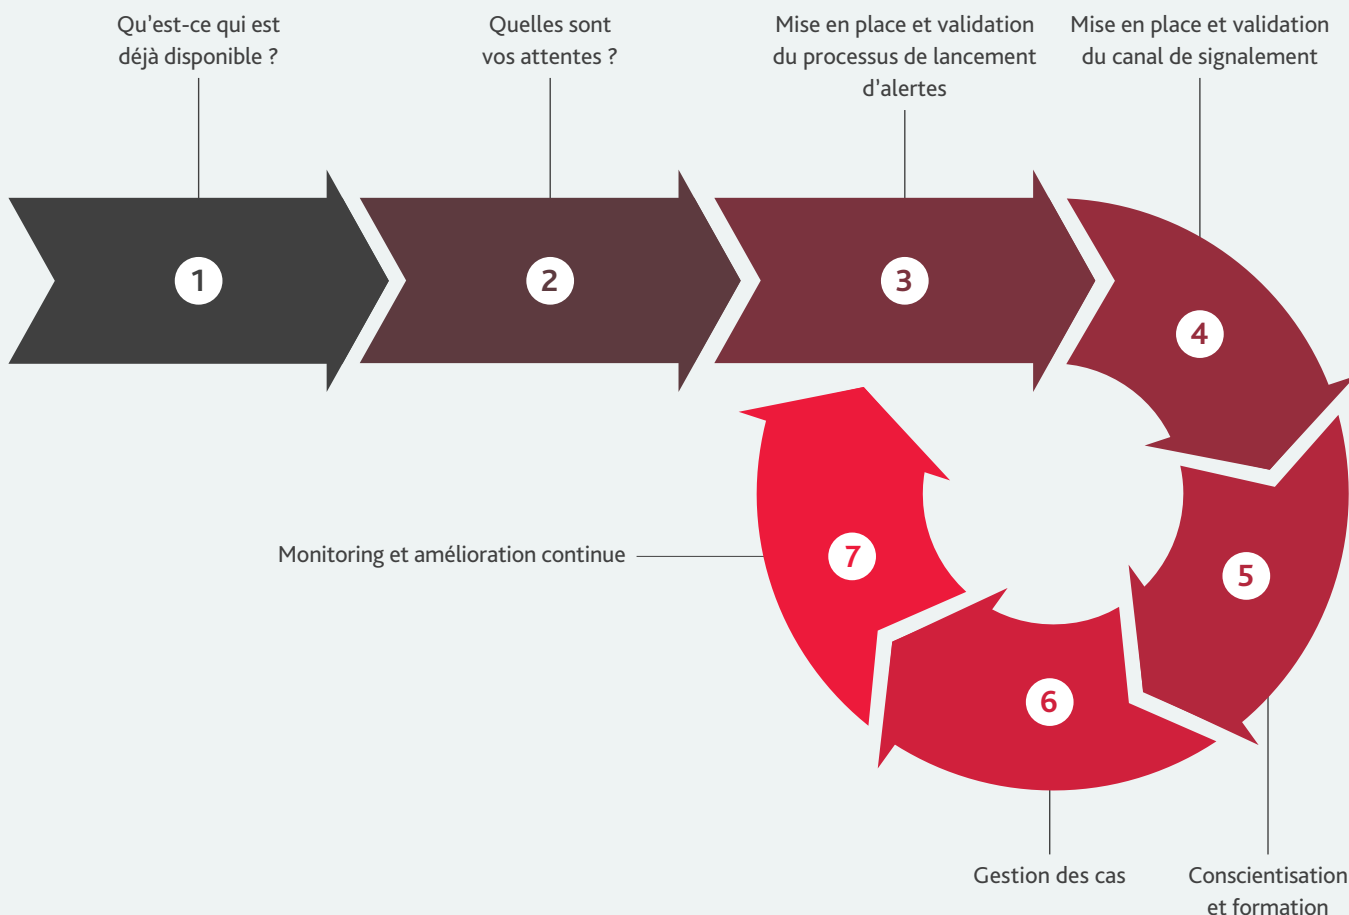 Qu'est-ce qui est
déjà disponible ?
Quelles sont
vos attentes ?
Mise en place et validation
du processus de lancement
d’alertes
Mise en place et validation
du canal de signalement
1
2
3
4
5
6
7
Monitoring et amélioration continue
Gestion des cas
Conscientisation
et formation